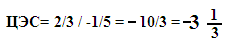 ЦЭС= 2/3 / -1/5 = – 10/3 = –3 1/3